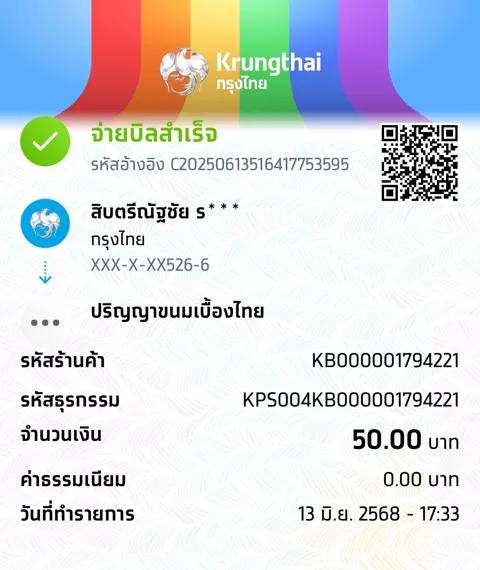 Krungthai
กรุงไทย
จ่ายบิลสำเร็จ
รหัสอ้างอิง C20250613516417753595
สิบตรีณัฐชัย ร***
กรุงไทย
XXX-X-XX526-6
ปริญญาขนมเบื้องไทย
รหัสร้านค้า KB000001794221
รหัสธุรกรรม KPS004KB000001794221
จำนวนเงิน 50.00 บาท
ค่าธรรมเนียม 0.00 บาท
วันที่ทำรายการ 13 มิ.ย. 2568 - 17:33